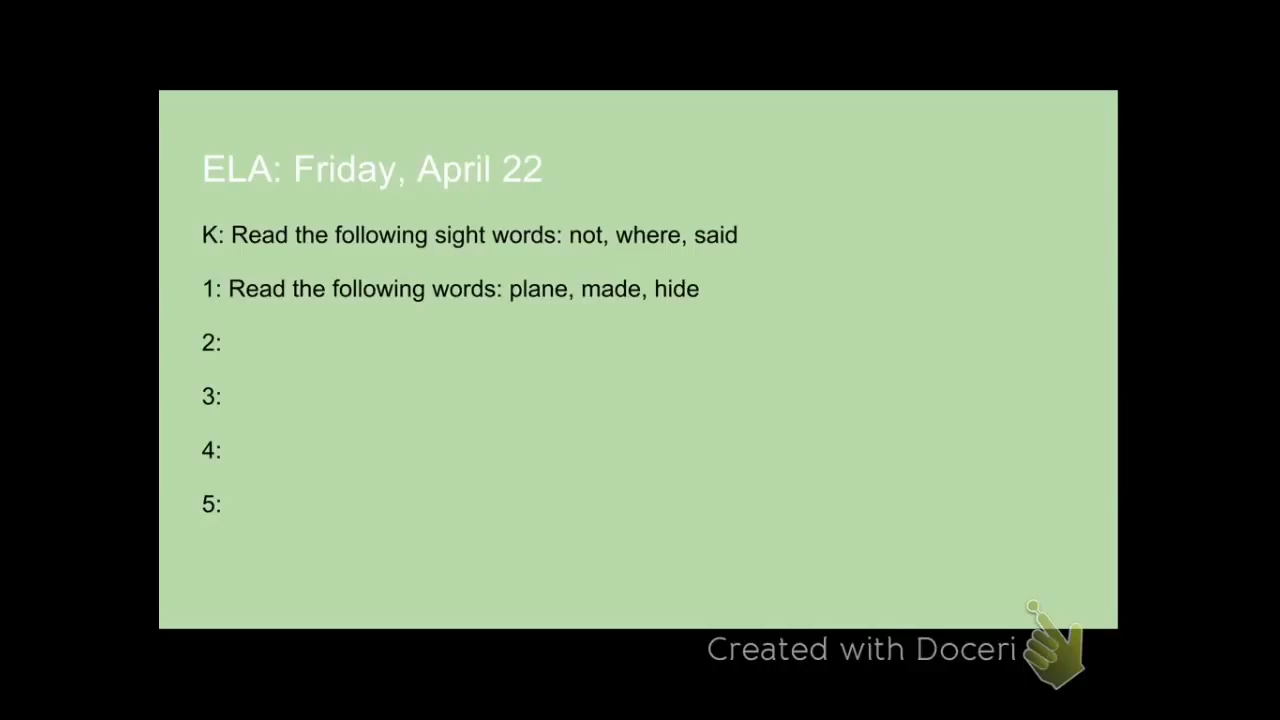 ELA: Friday, April 22
K: Read the following sight words: not, where, said
1: Read the following words: plane, made, hide
2:
3:
4:
5:
Created with Doceri